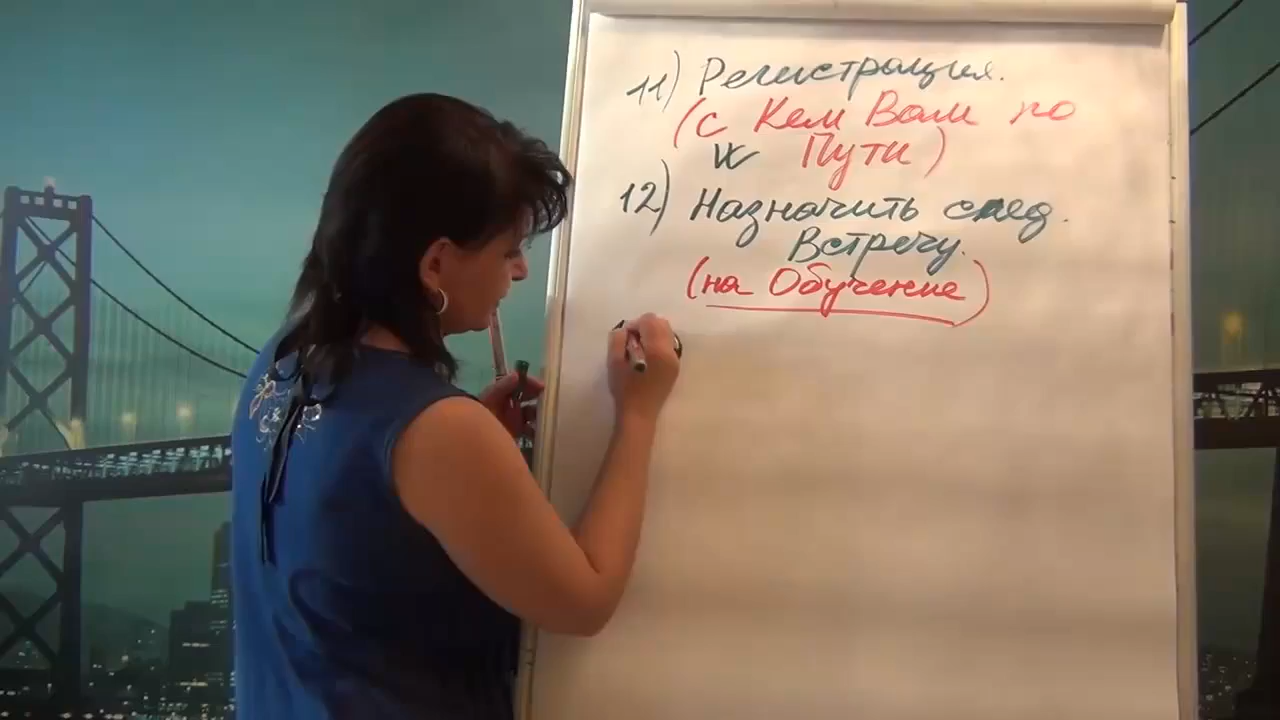 11) Регистрация.
(с Кем Вам по
Пути)
12) Назначить след.
Встречу.
(на Обучение)